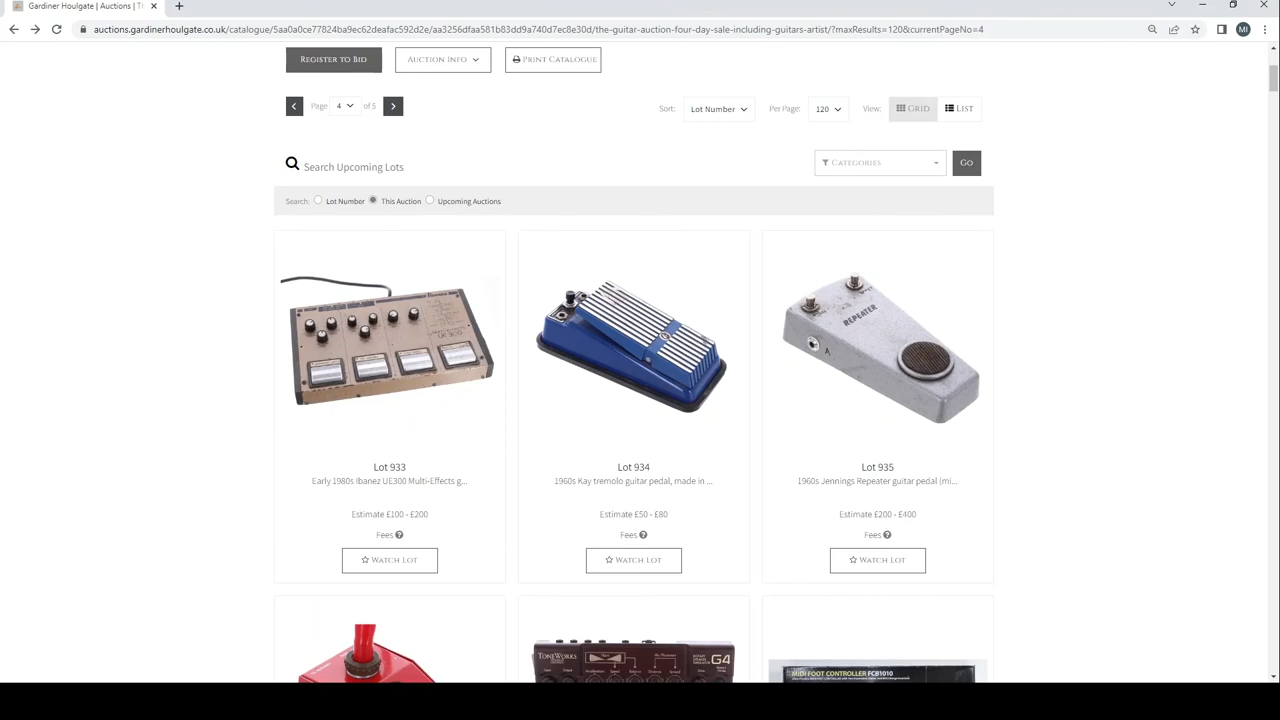 Gardiner Houlgate | Auctions | Th
auctions.gardinerhoulgate.co.uk/catalogue/5aa0a0ce77824ba9ec62deafac592d2e/aa3256dfaa581b83dd9a740d7ec8e30d/the-guitar-auction-four-day-sale-including-guitars-artist/?maxResults=120&currentPageNo=4
MI
REGISTER TO BID
AUCTION INFO
PRINT CATALOGUE
Page 4 of 5
Sort: Lot Number Per Page: 120 View: GRID LIST
Search Upcoming Lots
CATEGORIES
GO
Search: Lot Number This Auction Upcoming Auctions
REPEATER
A
Lot 933
Early 1980s Ibanez UE300 Multi-Effects g...
Estimate £100 - £200
Fees
WATCH LOT
Lot 934
1960s Kay tremolo guitar pedal, made in ...
Estimate £50 - £80
Fees
WATCH LOT
Lot 935
1960s Jennings Repeater guitar pedal (mi...
Estimate £200 - £400
Fees
WATCH LOT
TONEWORKS
G4
MIDI FOOT CONTROLLER FCB1010